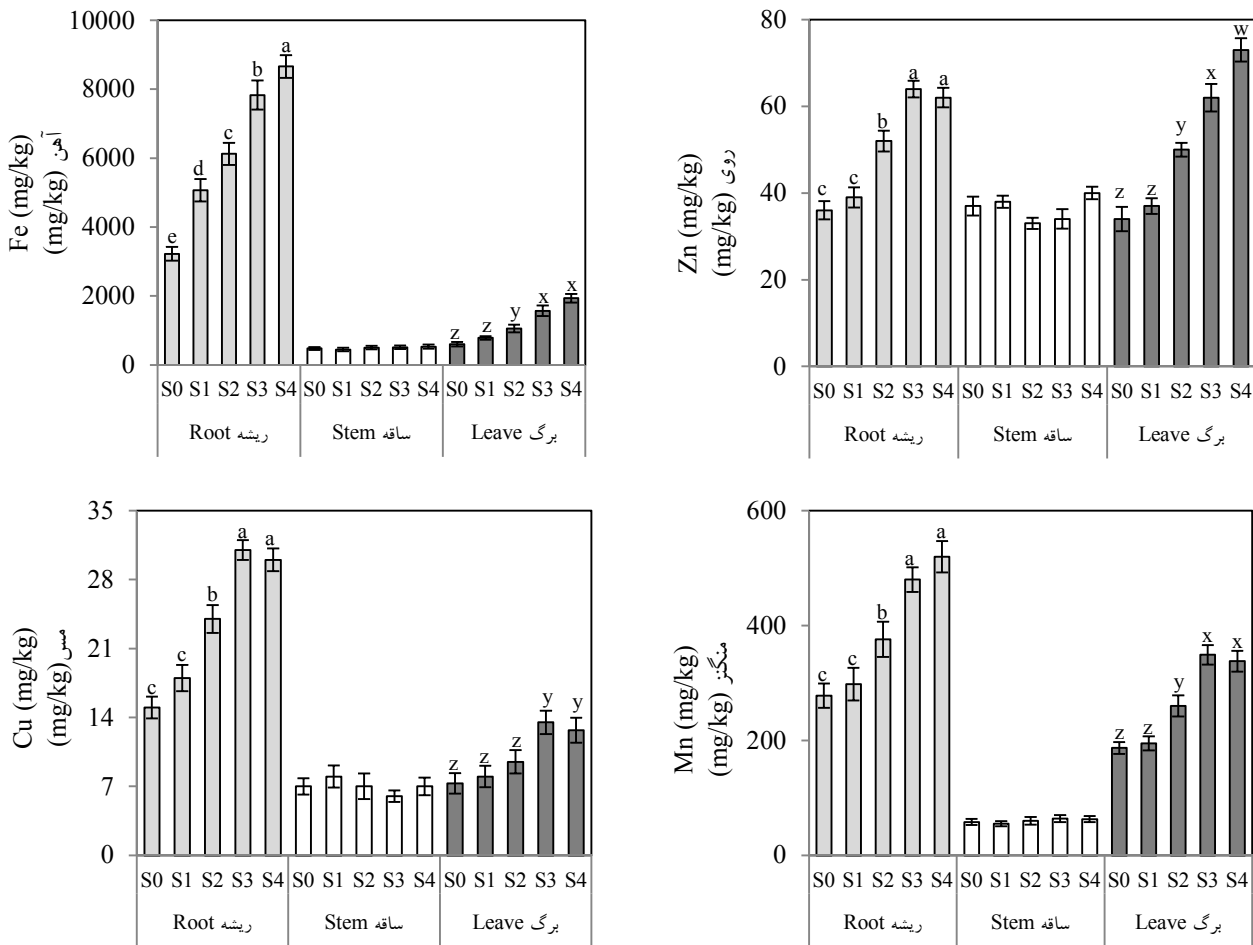 Fe (mg/kg)
آهن (mg/kg)
10000
8000
6000
4000
2000
0
e
d
c
b
a
z
z
y
x
x
S0 S1 S2 S3 S4 S0 S1 S2 S3 S4 S0 S1 S2 S3 S4
Root ریشه
Stem ساقه
Leave برگ
Zn (mg/kg)
روی (mg/kg)
80
60
40
20
0
c
c
b
a
a
z
z
y
x
w
S0 S1 S2 S3 S4 S0 S1 S2 S3 S4 S0 S1 S2 S3 S4
Root ریشه
Stem ساقه
Leave برگ
Cu (mg/kg)
مس (mg/kg)
35
28
21
14
7
0
c
c
b
a
a
z
z
z
y
y
S0 S1 S2 S3 S4 S0 S1 S2 S3 S4 S0 S1 S2 S3 S4
Root ریشه
Stem ساقه
Leave برگ
Mn (mg/kg)
منگنز (mg/kg)
600
400
200
0
c
c
b
a
a
z
z
y
x
x
S0 S1 S2 S3 S4 S0 S1 S2 S3 S4 S0 S1 S2 S3 S4
Root ریشه
Stem ساقه
Leave برگ